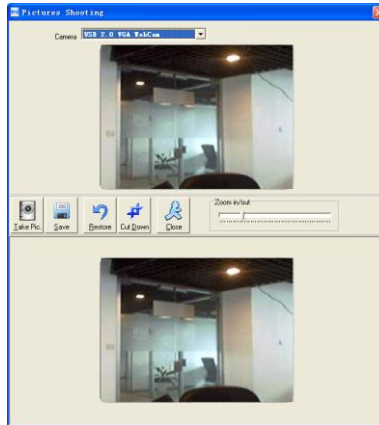 Pictures Shooting
Camera USB 2.0 VGA WebCam
Zoom in/out
Take Pic. Save Restore Cut Down Close